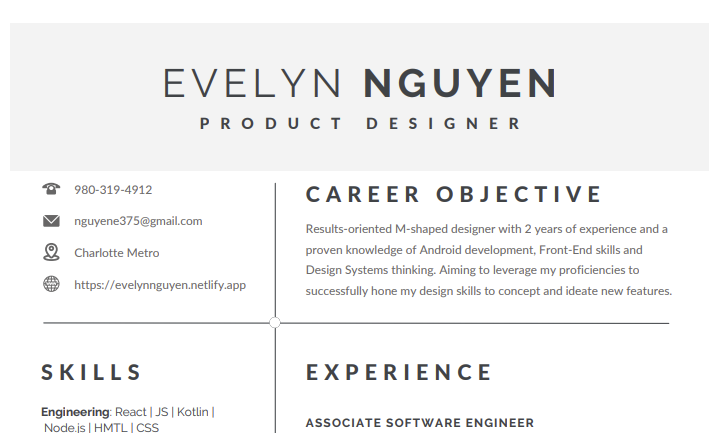 EVELYN NGUYEN
PRODUCT DESIGNER
980-319-4912
nguyene375@gmail.com
Charlotte Metro
https://evelynnguyen.netlify.app
CAREER OBJECTIVE
Results-oriented M-shaped designer with 2 years of experience and a
proven knowledge of Android development, Front-End skills and
Design Systems thinking. Aiming to leverage my proficiencies to
successfully hone my design skills to concept and ideate new features.
SKILLS
Engineering: React | JS | Kotlin |
Node.js | HMTL | CSS
EXPERIENCE
ASSOCIATE SOFTWARE ENGINEER